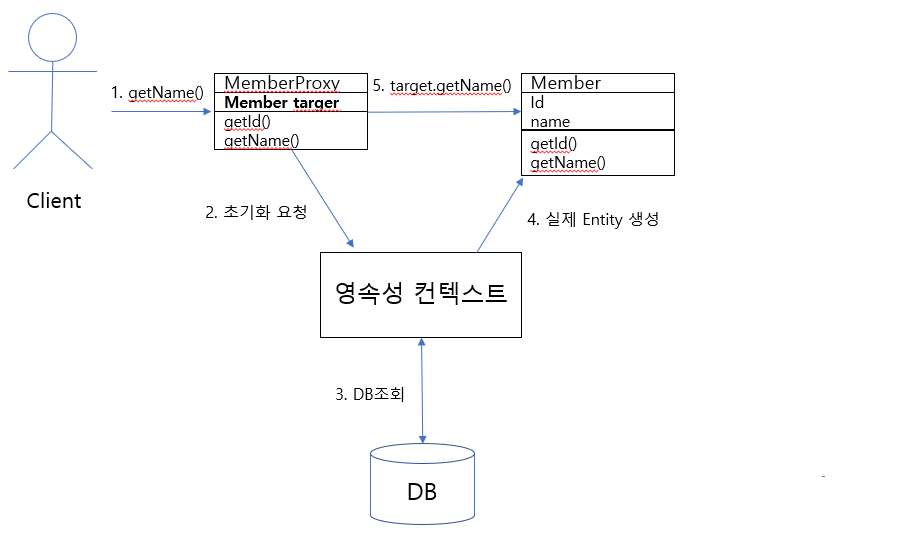 1. getName()
MemberProxy
Member targer
getId()
getName()
5. target.getName()
Member
Id
name
getId()
getName()
Client
2. 초기화 요청
4. 실제 Entity 생성
영속성 컨텍스트
3. DB조회
DB